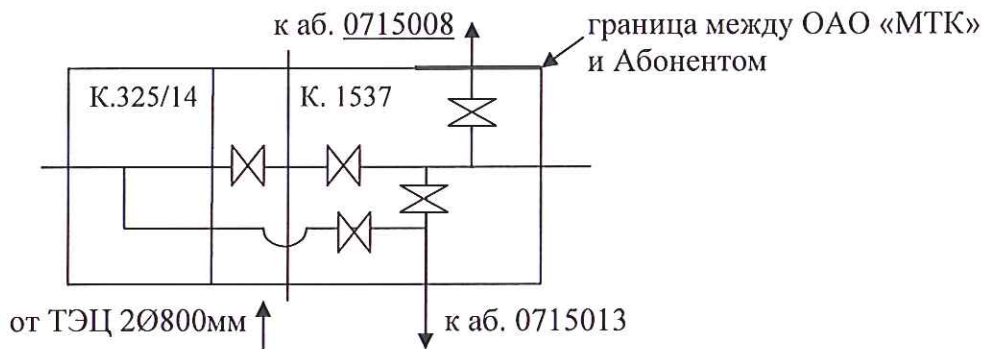 к аб. 0715008
граница между ОАО «МТК»
и Абонентом
К.325/14
К. 1537
от ТЭЦ 2Ø800мм
к аб. 0715013